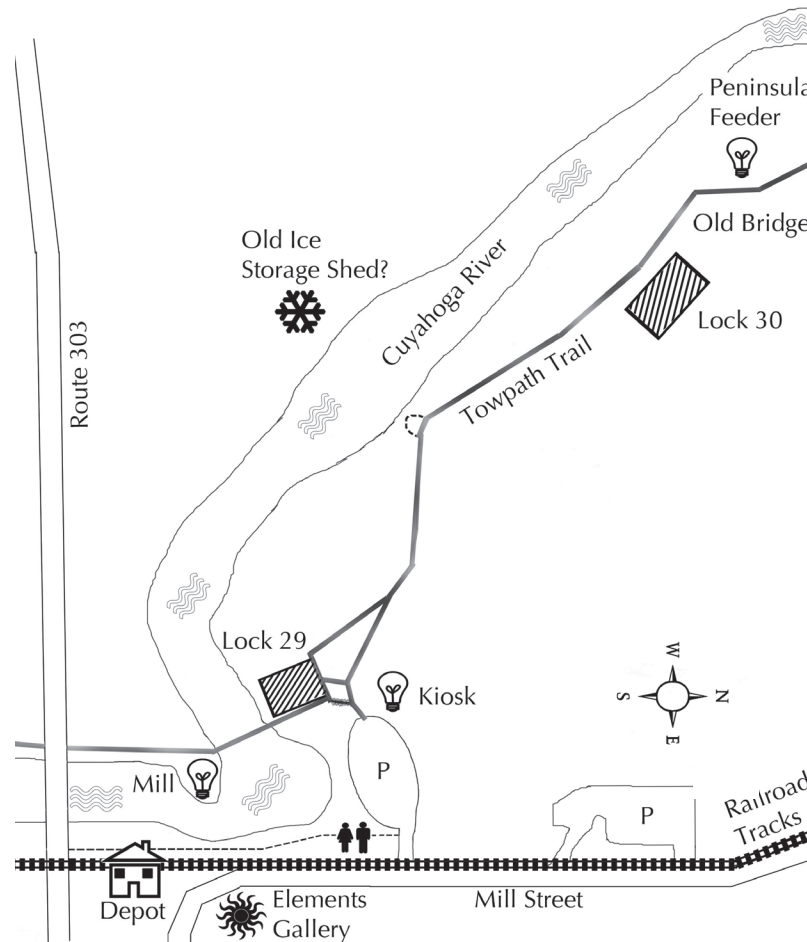 Peninsula
Feeder
Old Bridge
Old Ice
Storage Shed?
Cuyahoga River
Lock 30
Route 303
Towpath Trail
Lock 29
Kiosk
W
S
N
E
Mill
P
P
Railroad
Tracks
Depot
Elements
Gallery
Mill Street